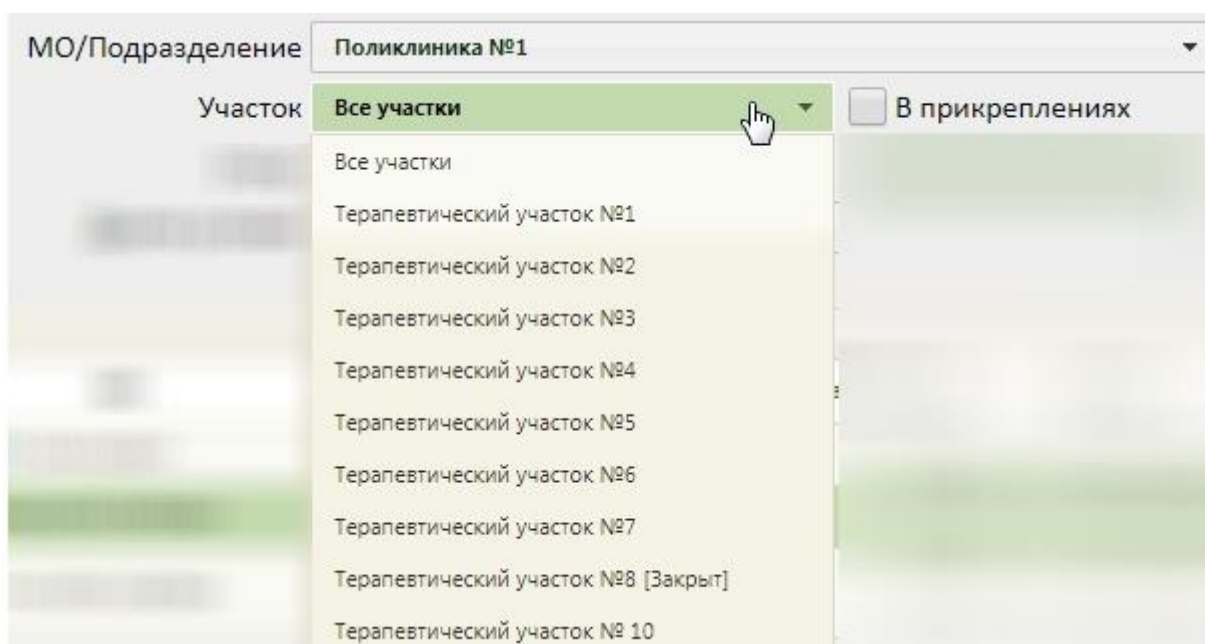 МО/Подразделение Поликлиника №1
Участок Все участки В прикреплениях
Все участки
Терапевтический участок №1
Терапевтический участок №2
Терапевтический участок №3
Терапевтический участок №4
Терапевтический участок №5
Терапевтический участок №6
Терапевтический участок №7
Терапевтический участок №8 [Закрыт]
Терапевтический участок № 10